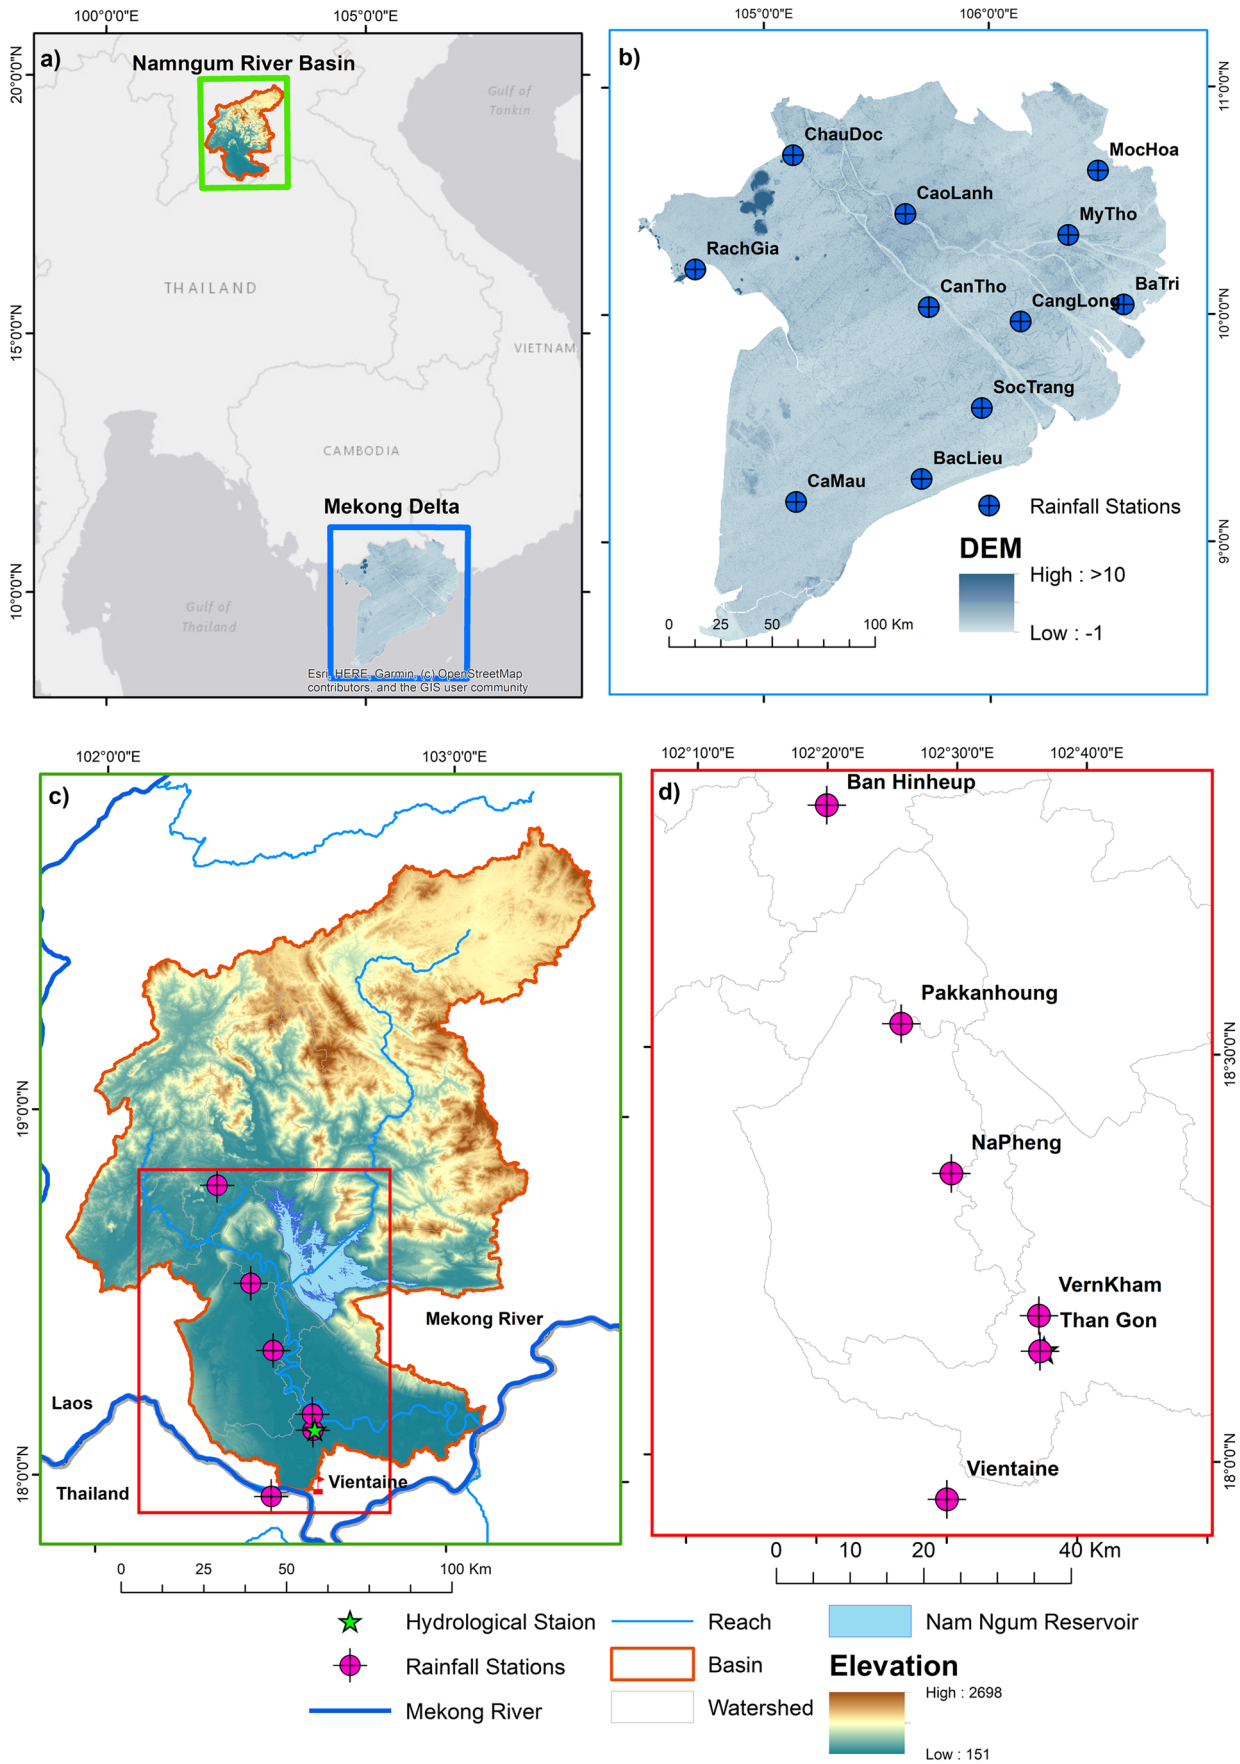 100°0'0"E
105°0'0"E
a)
Namngum River Basin
20°0'0"N
15°0'0"N
10°0'0"N
Gulf of
Tonkin
THAILAND
VIETNAM
CAMBODIA
Mekong Delta
Gulf of
Thailand
Esri, HERE, Garmin, (c) OpenStreetMap
contributors, and the GIS user community
105°0'0"E
106°0'0"E
b)
11°0'0"N
10°0'0"N
9°0'0"N
ChauDoc
MocHoa
CaoLanh
MyTho
RachGia
CanTho
CangLong
BaTri
SocTrang
BacLieu
CaMau
Rainfall Stations
DEM
High : >10
Low : -1
0 25 50 100 Km
102°0'0"E
103°0'0"E
c)
19°0'0"N
18°0'0"N
Mekong River
Laos
Thailand
Vientaine
0 25 50 100 Km
102°10'0"E
102°20'0"E
102°30'0"E
102°40'0"E
d)
Ban Hinheup
Pakkanhoung
18°30'0"N
NaPheng
VernKham
Than Gon
Vientaine
18°0'0"N
0 10 20 40 Km
Hydrological Staion
Rainfall Stations
Mekong River
Reach
Basin
Watershed
Nam Ngum Reservoir
Elevation
High : 2698
Low : 151